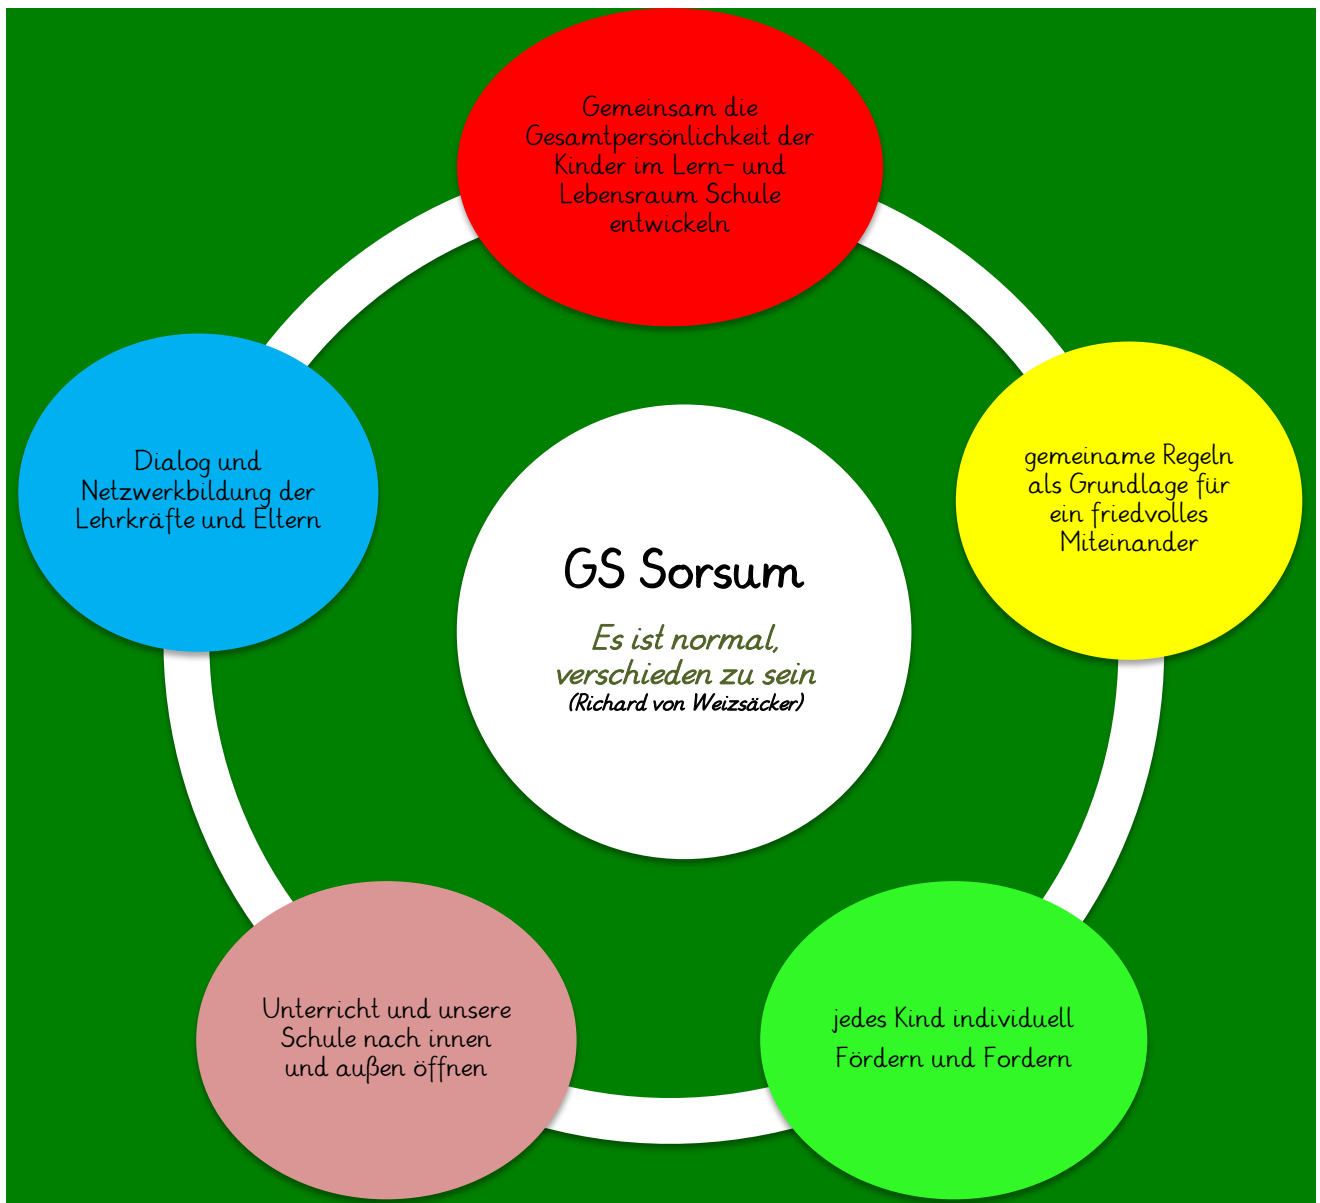 Gemeinsam die
Gesamtpersönlichkeit der
Kinder im Lern- und
Lebensraum Schule
entwickeln
Dialog und
Netzwerkbildung der
Lehrkräfte und Eltern
gemeiname Regeln
als Grundlage für
ein friedvolles
Miteinander
GS Sorsum
Es ist normal,
verschieden zu sein
(Richard von Weizsäcker)
Unterricht und unsere
Schule nach innen
und außen öffnen
jedes Kind individuell
Fördern und Fordern